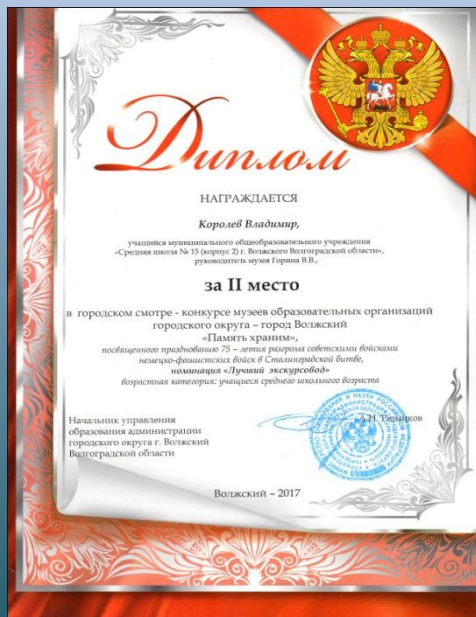 Диплом
НАГРАЖДАЕТСЯ
Королев Владимир,
учащийся муниципального общеобразовательного учреждения
«Средняя школа № 15 (корпус 2) г. Волжского Волгоградской области»,
руководитель музея Горина В.В.,
за II место
в городском смотре - конкурсе музеев образовательных организаций
городского округа – город Волжский
«Память храним»,
посвященного празднованию 75 – летия разгрома советскими войсками
немецко-фашистских войск в Сталинградской битве,
номинация «Лучший экскурсовод»
возрастная категория: учащиеся среднего школьного возраста
Начальник управления
образования администрации
городского округа г. Волжский
Волгоградской области
А.Н. Резников
Волжский – 2017